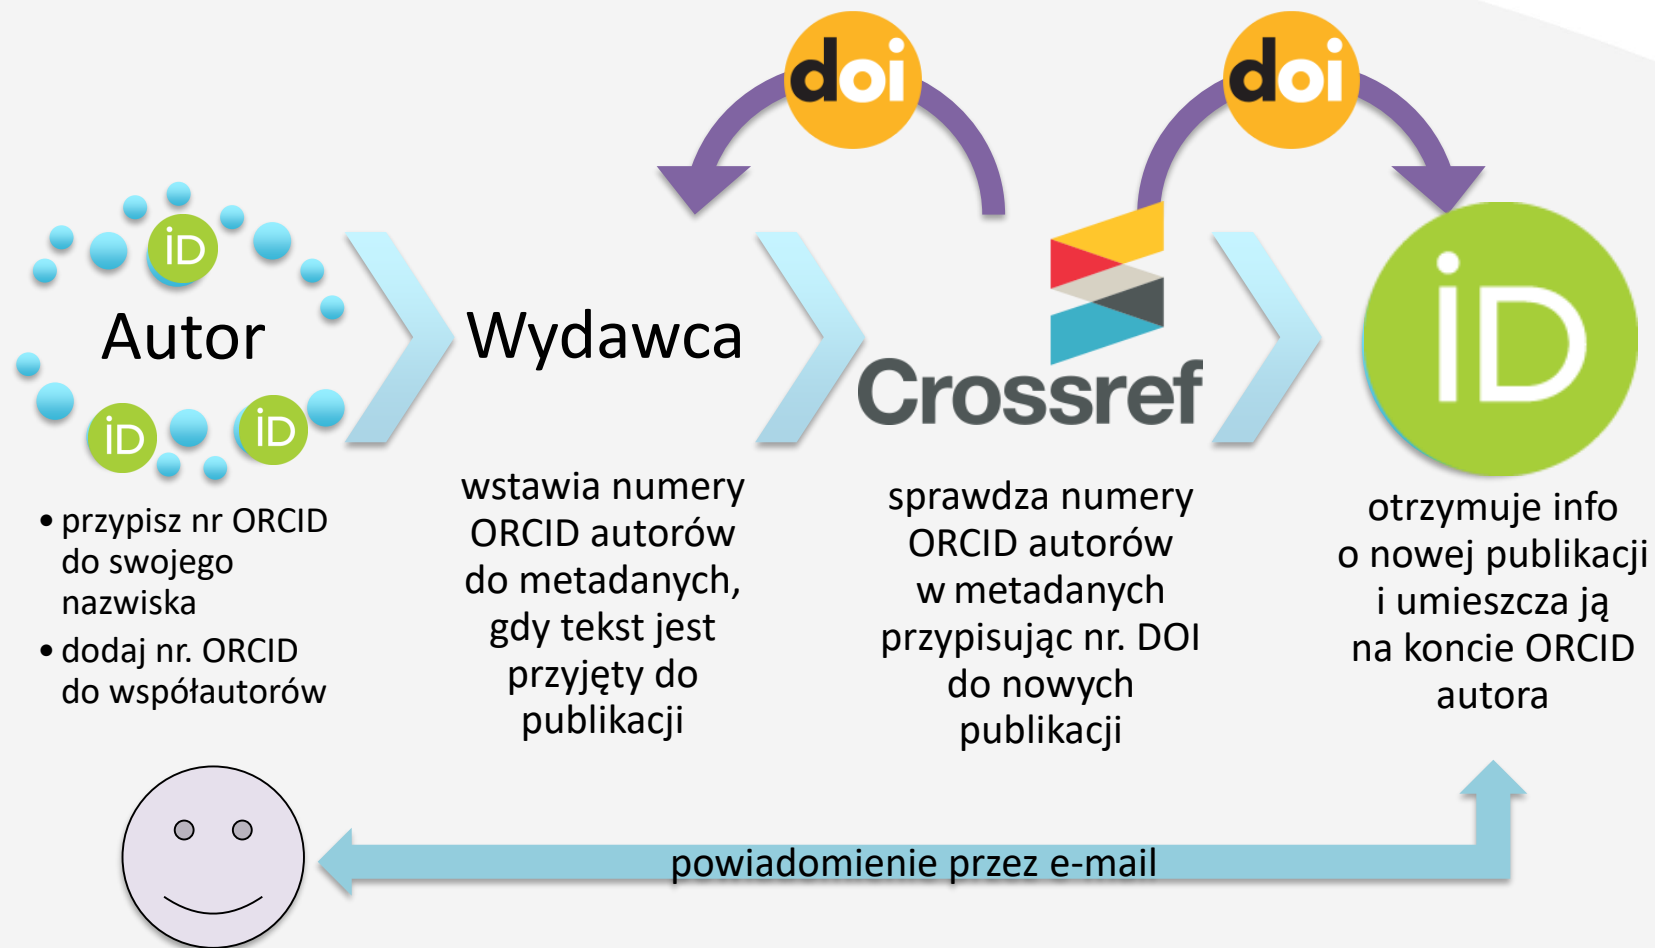 doi
doi
iD
Autor
iD
iD
• przypisz nr ORCID
do swojego
nazwiska
• dodaj nr. ORCID
do współautorów
Wydawca
wstawia numery
ORCID autorów
do metadanych,
gdy tekst jest
przyjęty do
publikacji
Crossref
sprawdza numery
ORCID autorów
w metadanych
przypisując nr. DOI
do nowych
publikacji
iD
otrzymuje info
o nowej publikacji
i umieszcza ją
na koncie ORCID
autora
powiadomienie przez e-mail